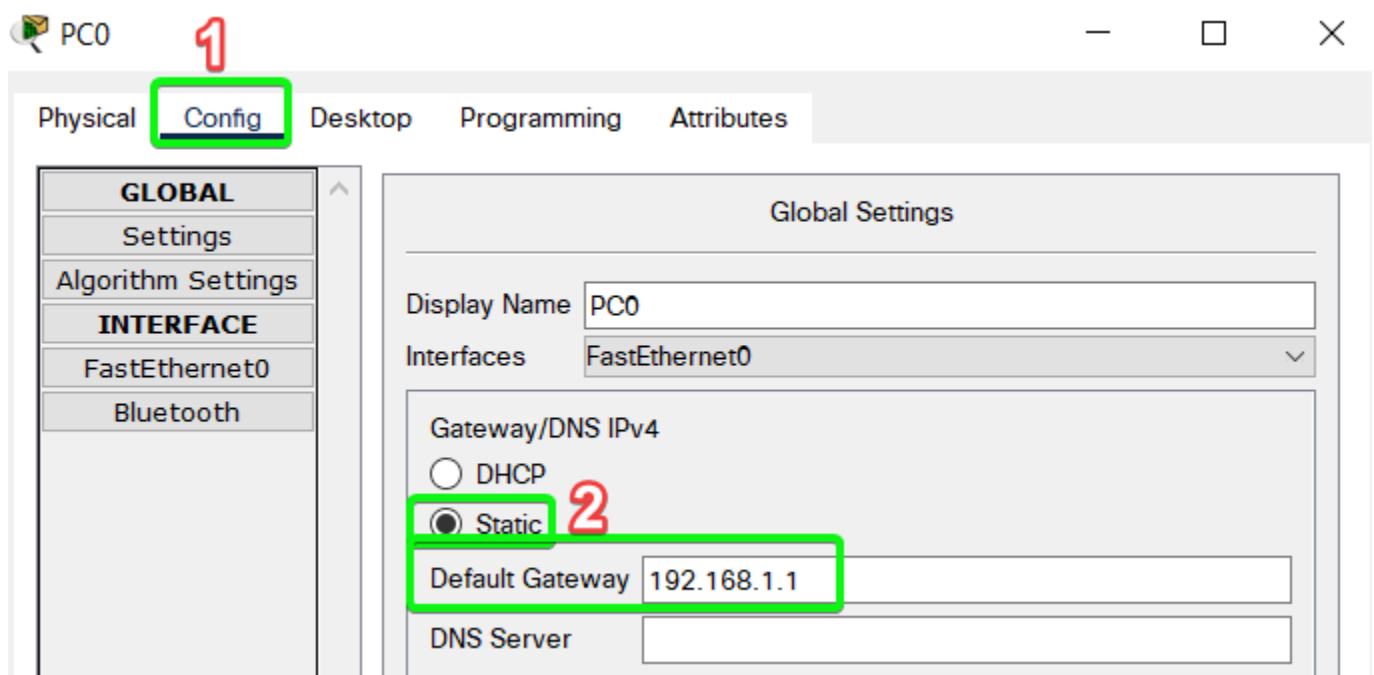 PC0
1
Physical Config Desktop Programming Attributes
GLOBAL
Settings
Algorithm Settings
INTERFACE
FastEthernet0
Bluetooth
Global Settings
Display Name PC0
Interfaces FastEthernet0
Gateway/DNS IPv4
DHCP
Static 2
Default Gateway 192.168.1.1
DNS Server